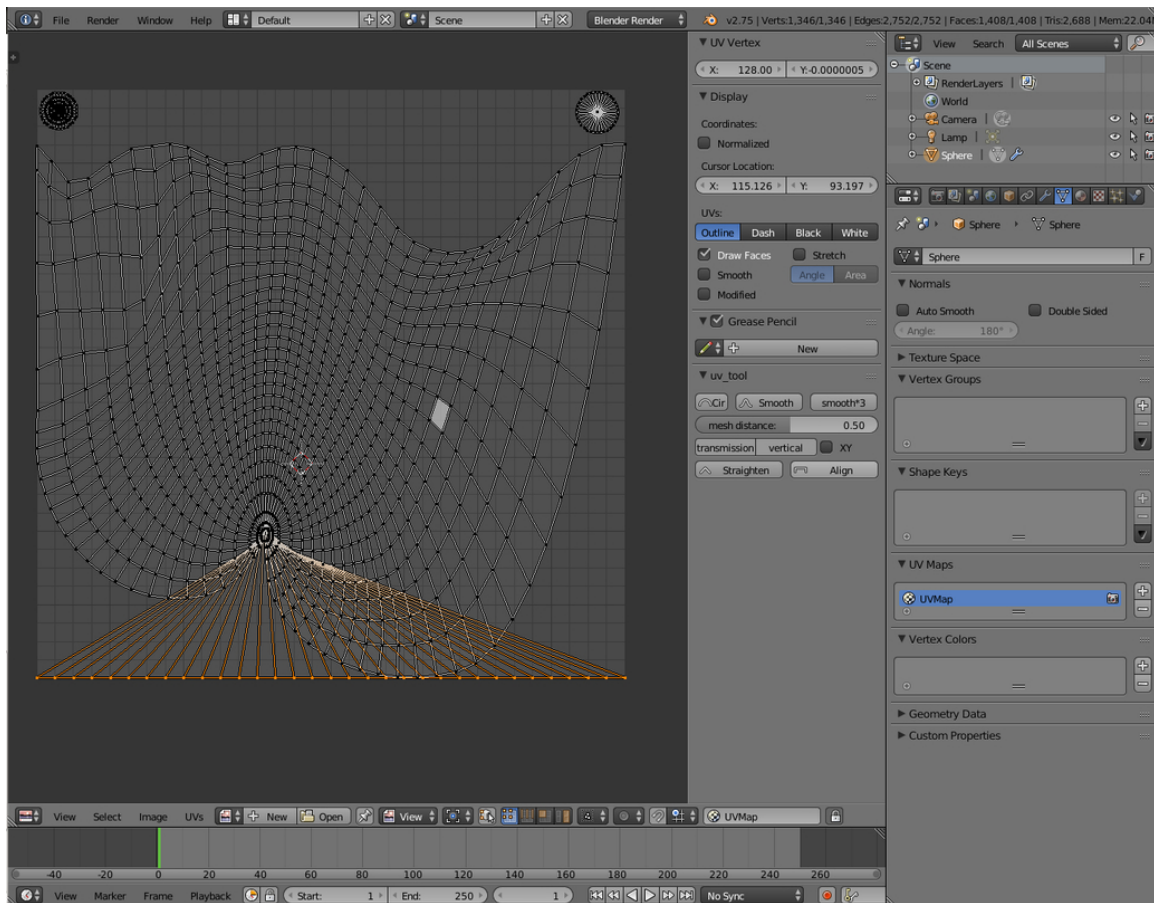 File Render Window Help Default Scene Blender Render v2.75 | Verts:1,346/1,346 | Edges:2,752/2,752 | Faces:1,408/1,408 | Tris:2,688 | Mem:22.04M
UV Vertex
X: 128.00 Y:-0.0000005
Display
Coordinates:
Normalized
Cursor Location:
X: 115.126 Y: 93.197
UVs:
Outline Dash Black White
Draw Faces Stretch
Smooth Angle Area
Modified
Grease Pencil
New
uv_tool
Cir Smooth smooth*3
mesh distance: 0.50
transmission vertical XY
Straighten Align
View Search All Scenes
Scene
RenderLayers |
World
Camera |
Lamp |
Sphere |
Sphere Sphere
Sphere F
Normals
Auto Smooth Double Sided
Angle: 180°
Texture Space
Vertex Groups
Shape Keys
UV Maps
UVMap
Vertex Colors
Geometry Data
Custom Properties
View Select Image UVs New Open View UVMap
-40 -20 0 20 40 60 80 100 120 140 160 180 200 220 240 260
View Marker Frame Playback Start: 1 End: 250 1 No Sync